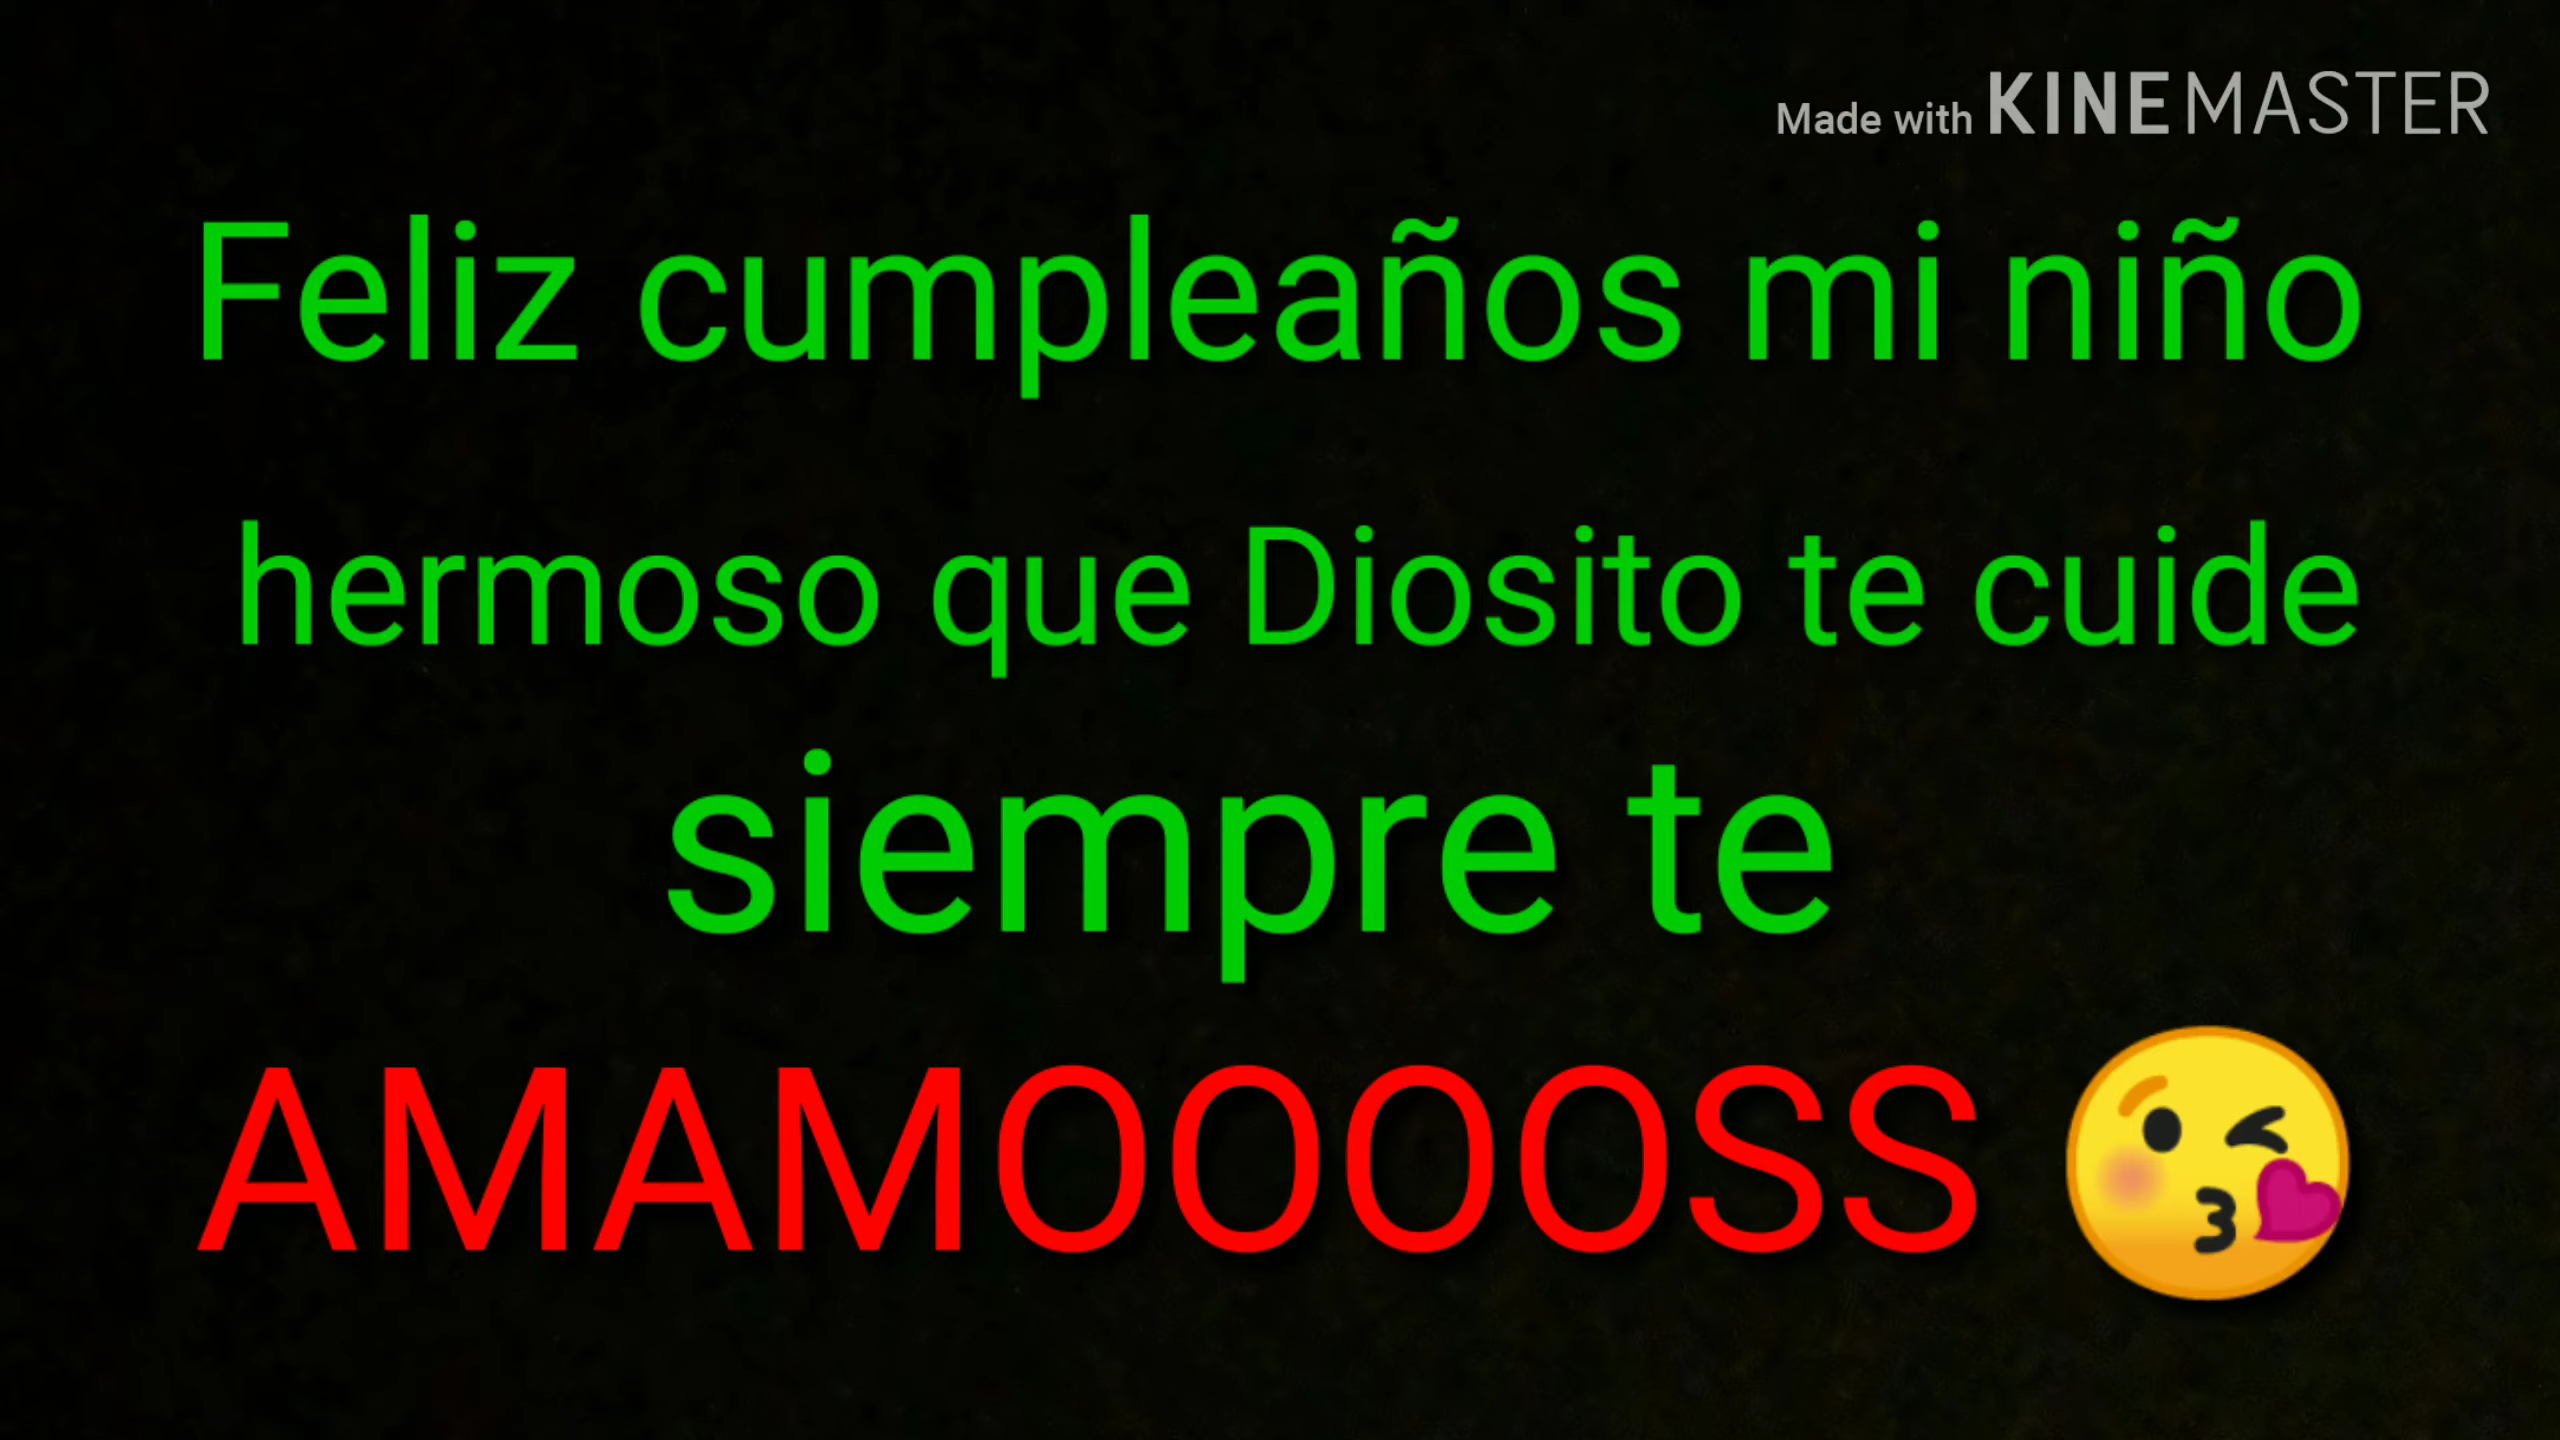 Made with KINEMASTER
Feliz cumpleaños mi niño
hermoso que Diosito te cuide
siempre te
AMAMOOOOSS 😘